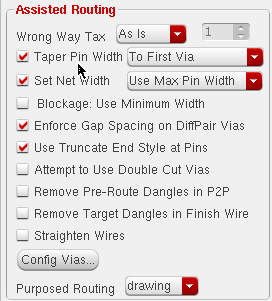 Assisted Routing
Wrong Way Tax As Is 1
Taper Pin Width To First Via
Set Net Width Use Max Pin Width
Blockage: Use Minimum Width
Enforce Gap Spacing on DiffPair Vias
Use Truncate End Style at Pins
Attempt to Use Double Cut Vias
Remove Pre-Route Dangles in P2P
Remove Target Dangles in Finish Wire
Straighten Wires
Config Vias...
Purposed Routing drawing